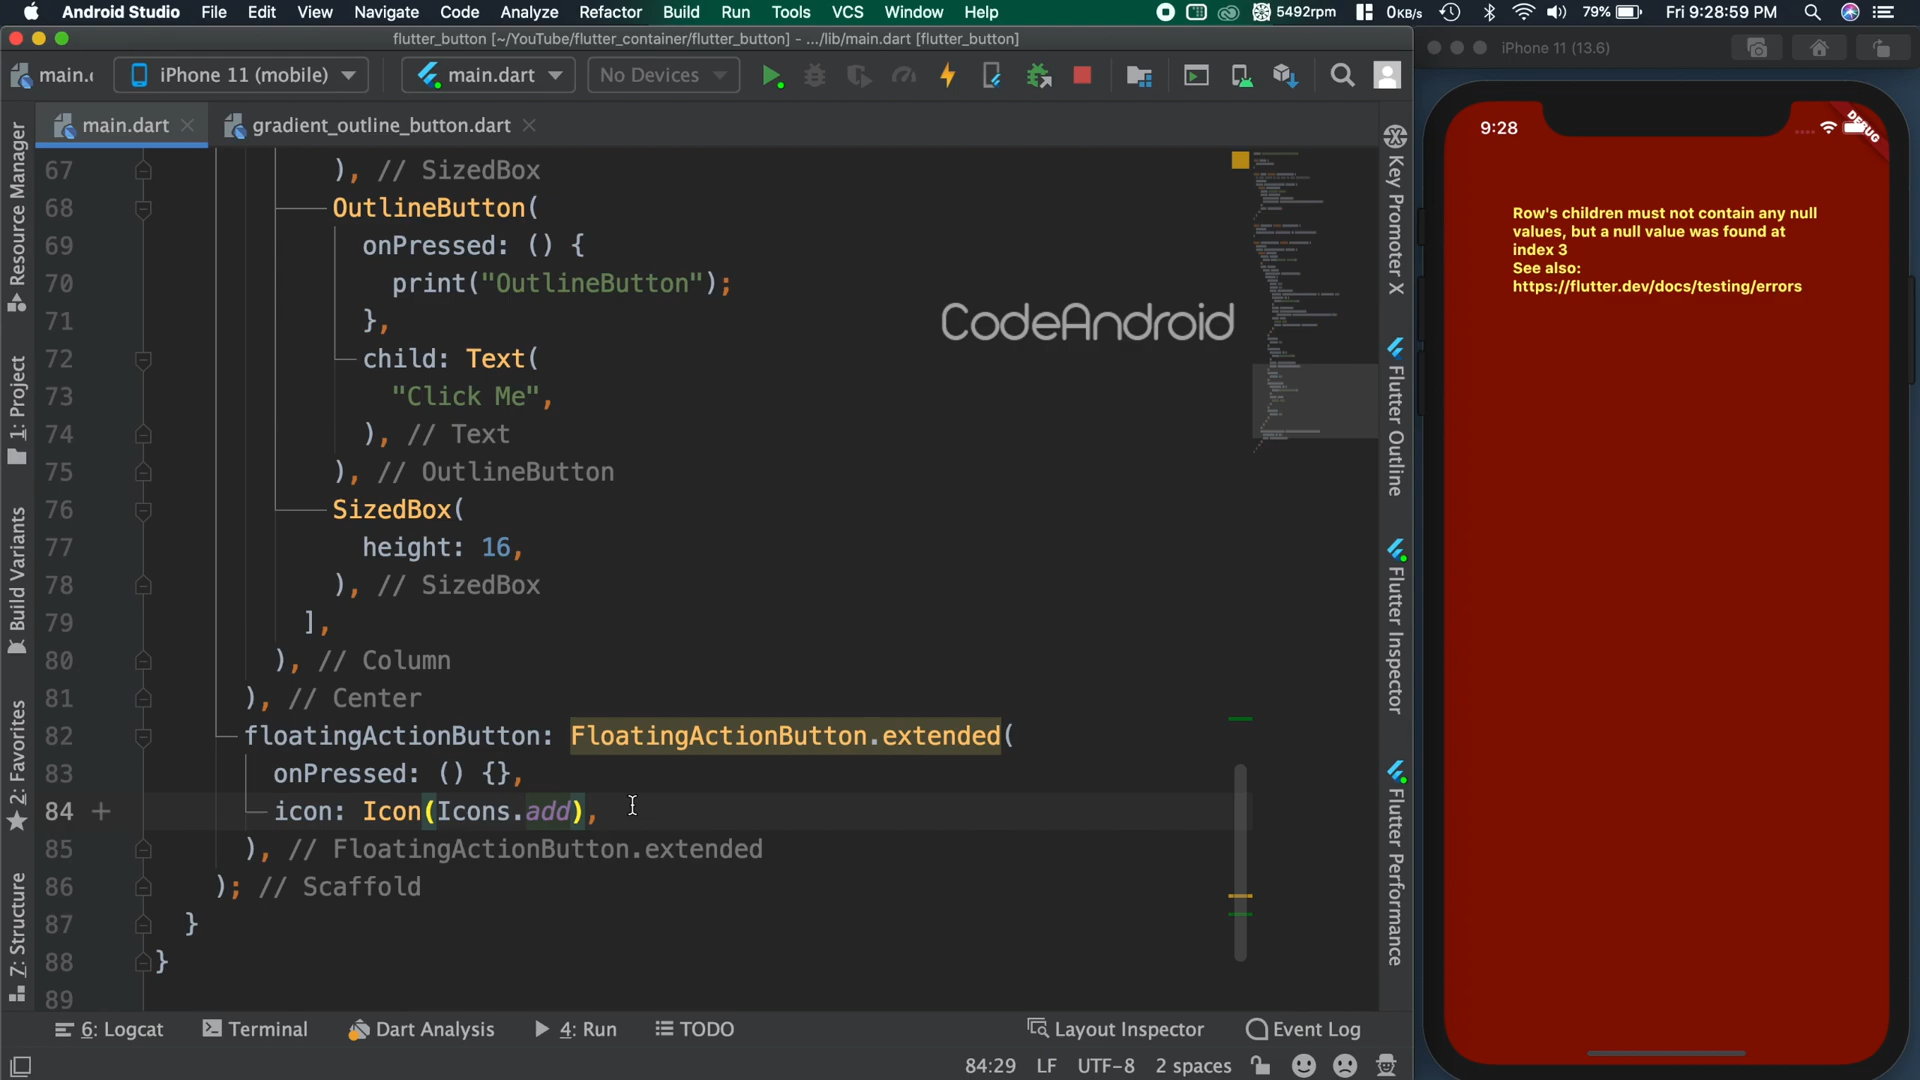 Android Studio File Edit View Navigate Code Analyze Refactor Build Run Tools VCS Window Help 5492rpm 0KB/s 79% Fri 9:28:59 PM
flutter_button [~/YouTube/flutter_container/flutter_button] - .../lib/main.dart [flutter_button]
iPhone 11 (13.6)
iPhone 11 (mobile) main.dart No Devices
main.dart gradient_outline_button.dart
67 ), // SizedBox
68 OutlineButton(
69 onPressed: () {
70 print("OutlineButton");
71 },
72 child: Text(
73 "Click Me",
74 ), // Text
75 ), // OutlineButton
76 SizedBox(
77 height: 16,
78 ), // SizedBox
79 ],
80 ), // Column
81 ), // Center
82 floatingActionButton: FloatingActionButton.extended(
83 onPressed: () {},
84 icon: Icon(Icons.add),
85 ), // FloatingActionButton.extended
86 ); // Scaffold
87 }
88 }
89
CodeAndroid
Resource Manager
1: Project
Build Variants
2: Favorites
7: Structure
Key Promoter X
Flutter Outline
Flutter Inspector
Flutter Performance
9:28
DEBUG
Row's children must not contain any null
values, but a null value was found at
index 3
See also:
https://flutter.dev/docs/testing/errors
6: Logcat Terminal Dart Analysis 4: Run TODO Layout Inspector Event Log
84:29 LF UTF-8 2 spaces